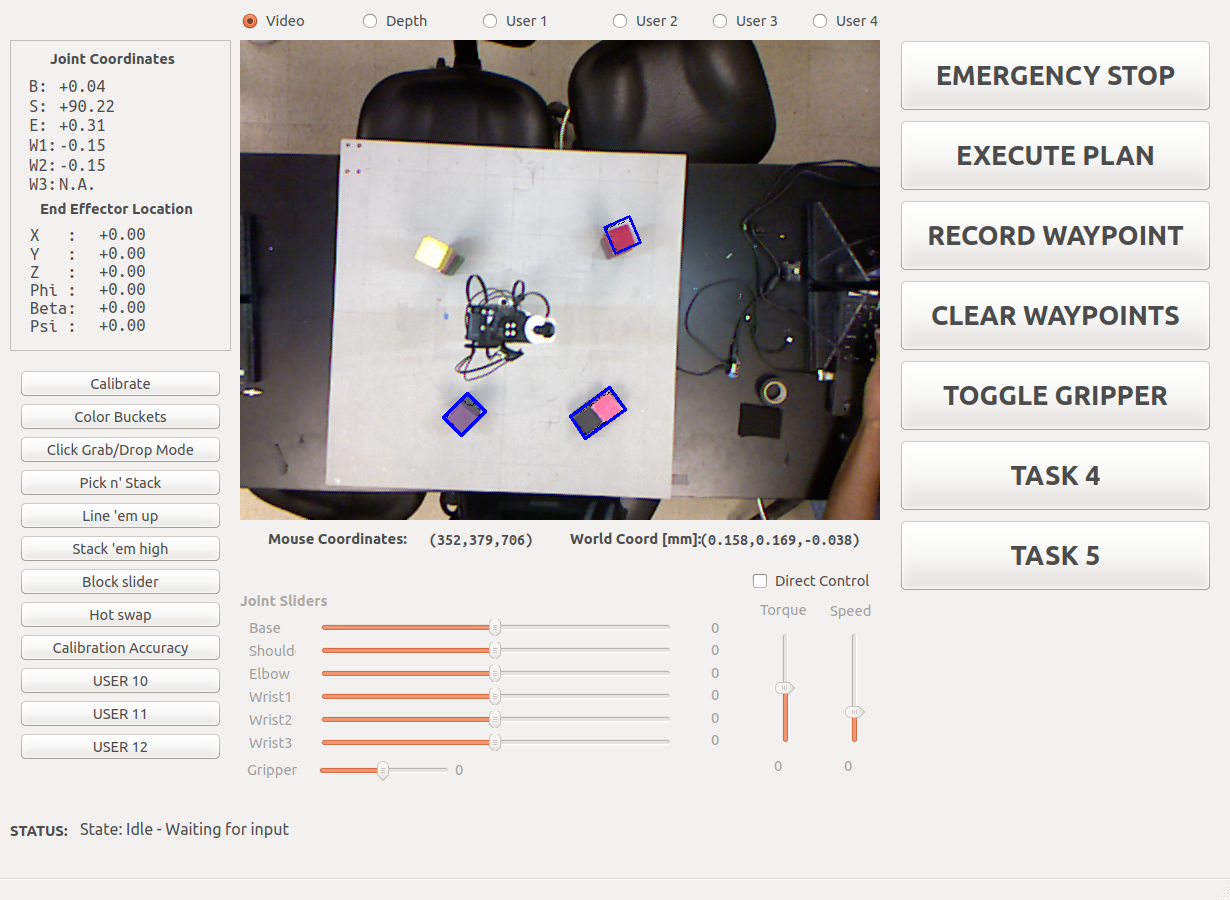 Video Depth User 1 User 2 User 3 User 4
Joint Coordinates
B: +0.04
S: +90.22
E: +0.31
W1:-0.15
W2:-0.15
W3:N.A.
End Effector Location
X : +0.00
Y : +0.00
Z : +0.00
Phi : +0.00
Beta: +0.00
Psi : +0.00
Calibrate
Color Buckets
Click Grab/Drop Mode
Pick n' Stack
Line 'em up
Stack 'em high
Block slider
Hot swap
Calibration Accuracy
USER 10
USER 11
USER 12
Mouse Coordinates: (352,379,706) World Coord [mm]:(0.158,0.169,-0.038)
Direct Control
Joint Sliders
Torque Speed
Base 0
Should 0
Elbow 0
Wrist1 0
Wrist2 0
Wrist3 0
Gripper 0
0 0
EMERGENCY STOP
EXECUTE PLAN
RECORD WAYPOINT
CLEAR WAYPOINTS
TOGGLE GRIPPER
TASK 4
TASK 5
STATUS: State: Idle - Waiting for input